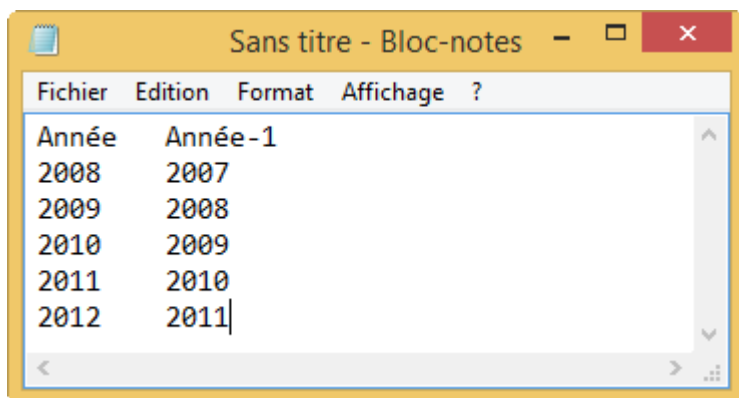 Sans titre - Bloc-notes
Fichier Edition Format Affichage ?
Année Année-1
2008 2007
2009 2008
2010 2009
2011 2010
2012 2011